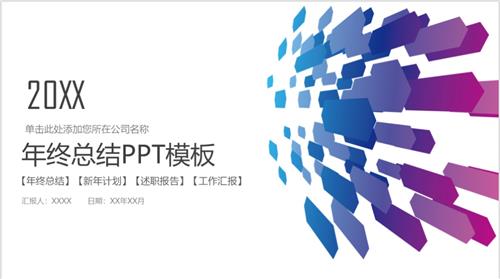 20XX
单击此处添加您所在公司名称
年终总结PPT模板
【年终总结】【新年计划】【述职报告】【工作汇报】
汇报人：XXXX 日期：XX年XX月